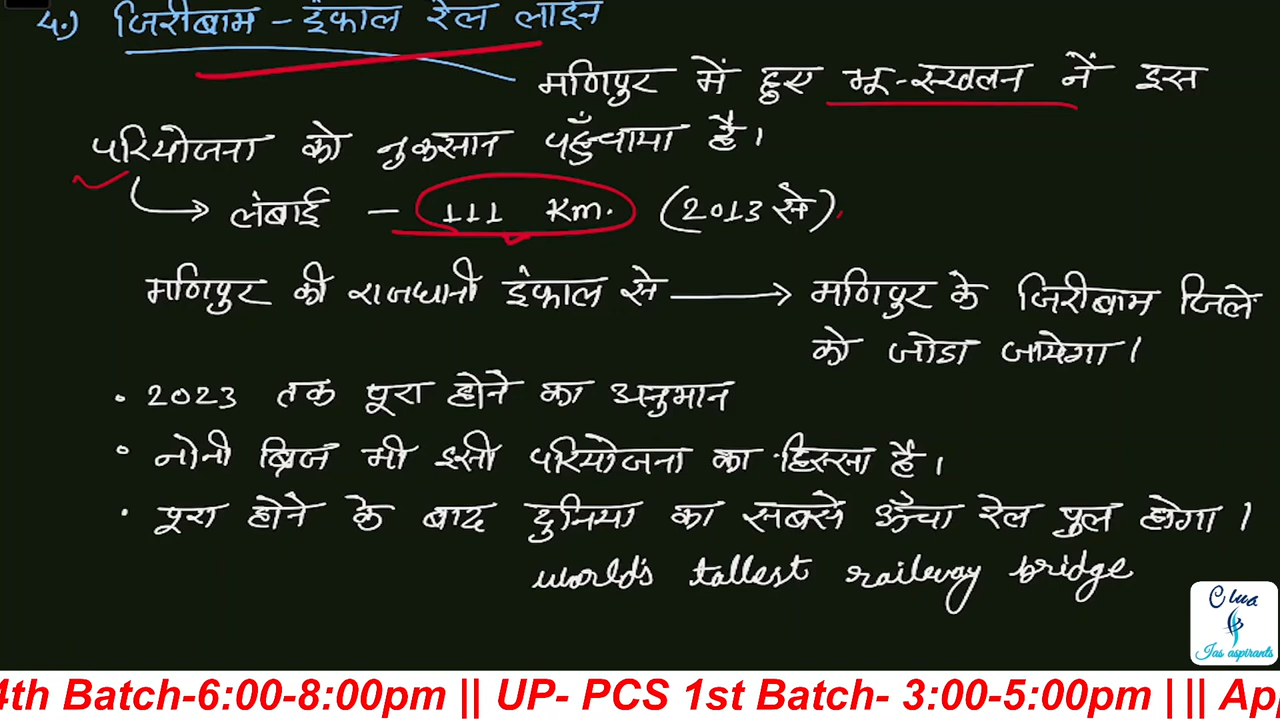 4.) जिरीबाम - इंफाल रेल लाइन
मणिपुर में हुए भू-स्खलन नें इस
परियोजना को नुकसान पहुँचाया है।
लंबाई - 111 Km. (2013 से)
मणिपुर की राजधानी इंफाल से → मणिपुर के जिरीबाम जिलें
को जोडा जायेगा।
• 2023 तक पूरा होने का अनुमान
• नोनी ब्रिज भी इसी परियोजना का हिस्सा है।
• पूरा होने के बाद दुनिया का सबसे ऊँचा रेल पुल होगा।
world's tallest railway bridge
Clue
Ias aspirants
4th Batch-6:00-8:00pm || UP- PCS 1st Batch- 3:00-5:00pm | || App